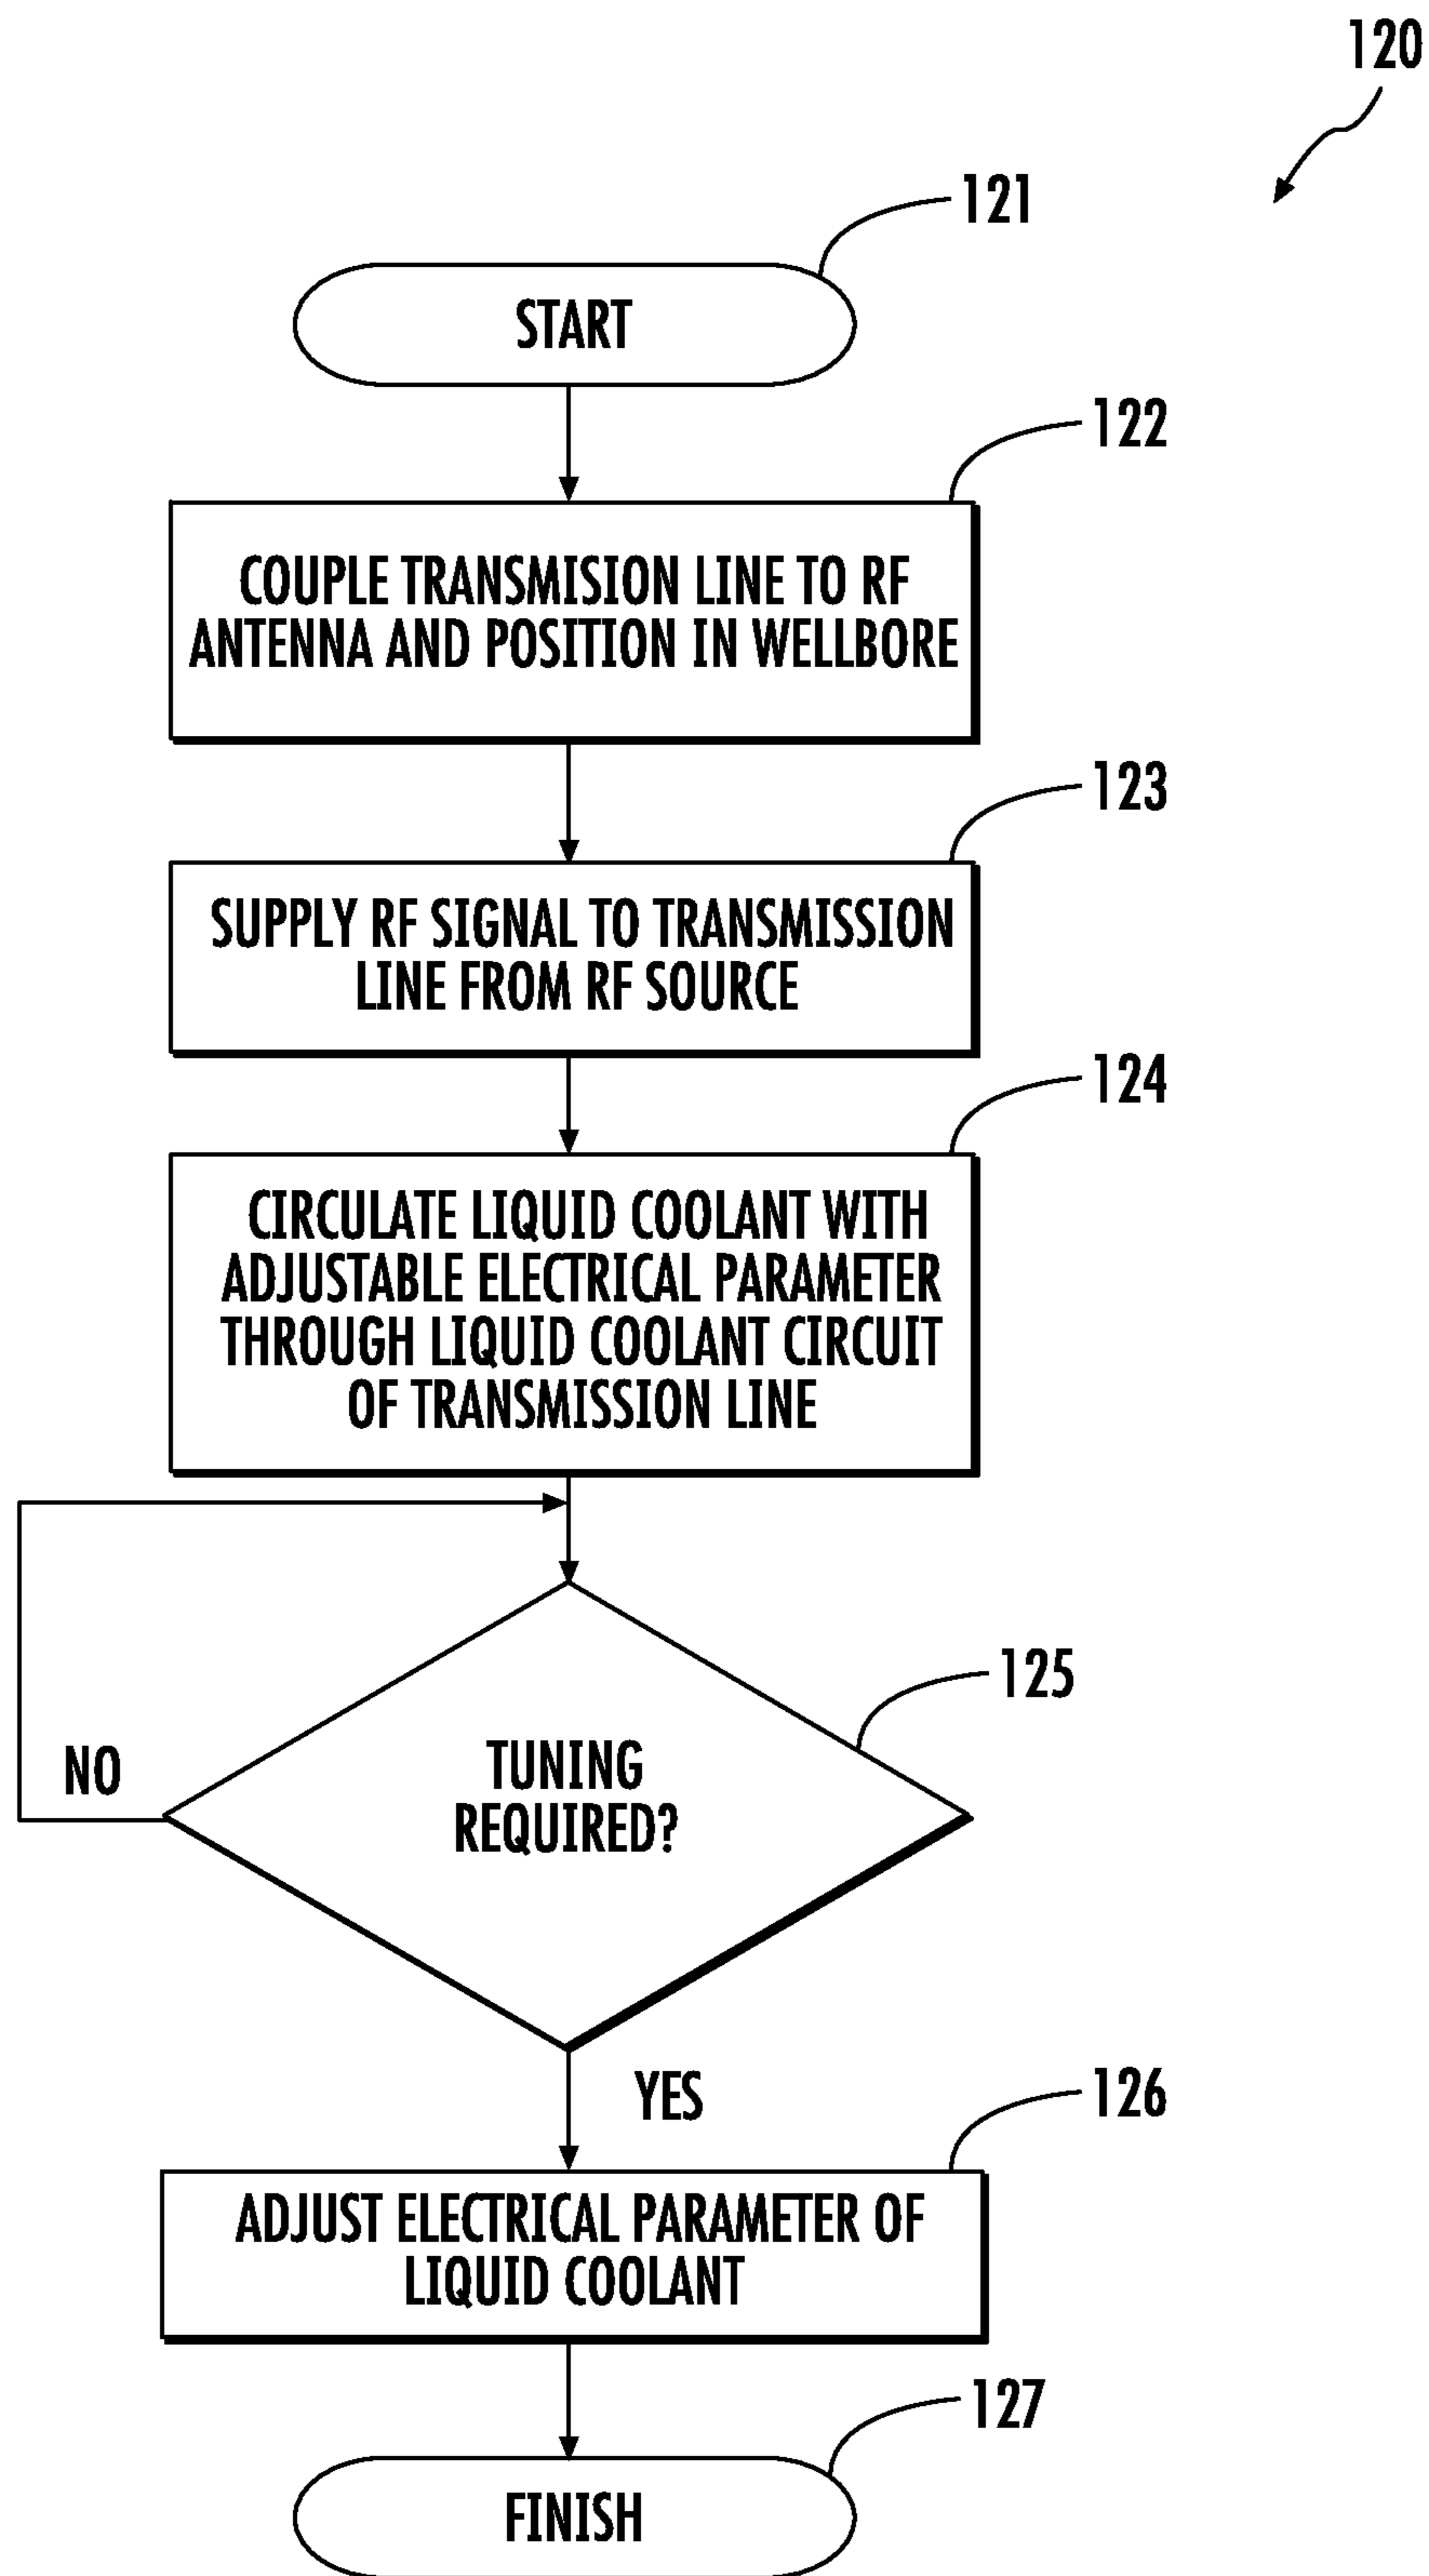 120
121
START
122
COUPLE TRANSMISION LINE TO RF
ANTENNA AND POSITION IN WELLBORE
123
SUPPLY RF SIGNAL TO TRANSMISSION
LINE FROM RF SOURCE
124
CIRCULATE LIQUID COOLANT WITH
ADJUSTABLE ELECTRICAL PARAMETER
THROUGH LIQUID COOLANT CIRCUIT
OF TRANSMISSION LINE
125
TUNING
REQUIRED?
NO
YES
126
ADJUST ELECTRICAL PARAMETER OF
LIQUID COOLANT
127
FINISH